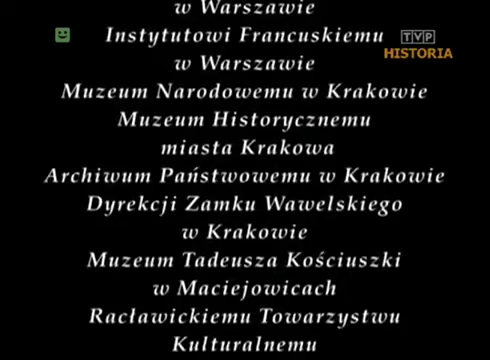 w Warszawie
Instytutowi Francuskiemu
TVP
HISTORIA
w Warszawie
Muzeum Narodowemu w Krakowie
Muzeum Historycznemu
miasta Krakowa
Archiwum Państwowemu w Krakowie
Dyrekcji Zamku Wawelskiego
w Krakowie
Muzeum Tadeusza Kościuszki
w Maciejowicach
Racławickiemu Towarzystwu
Kulturalnemu